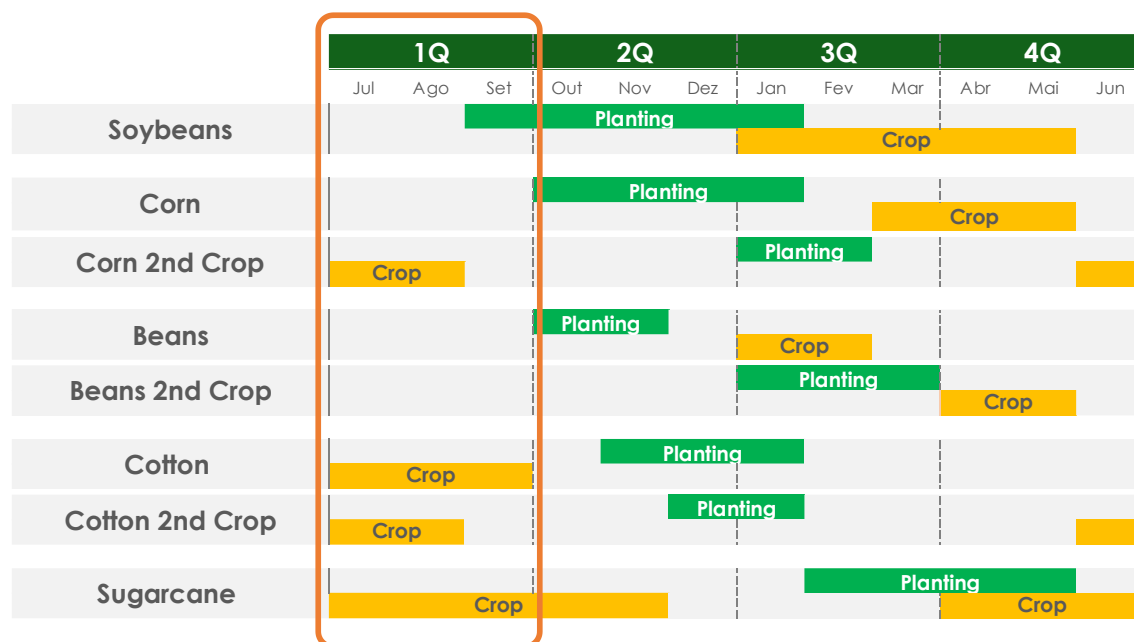 1Q 2Q 3Q 4Q
Jul Ago Set Out Nov Dez Jan Fev Mar Abr Mai Jun
Soybeans Planting
Crop
Corn Planting
Crop
Corn 2nd Crop Planting
Crop
Beans Planting
Crop
Beans 2nd Crop Planting
Crop
Cotton Planting
Crop
Cotton 2nd Crop Planting
Crop
Sugarcane Planting
Crop Crop